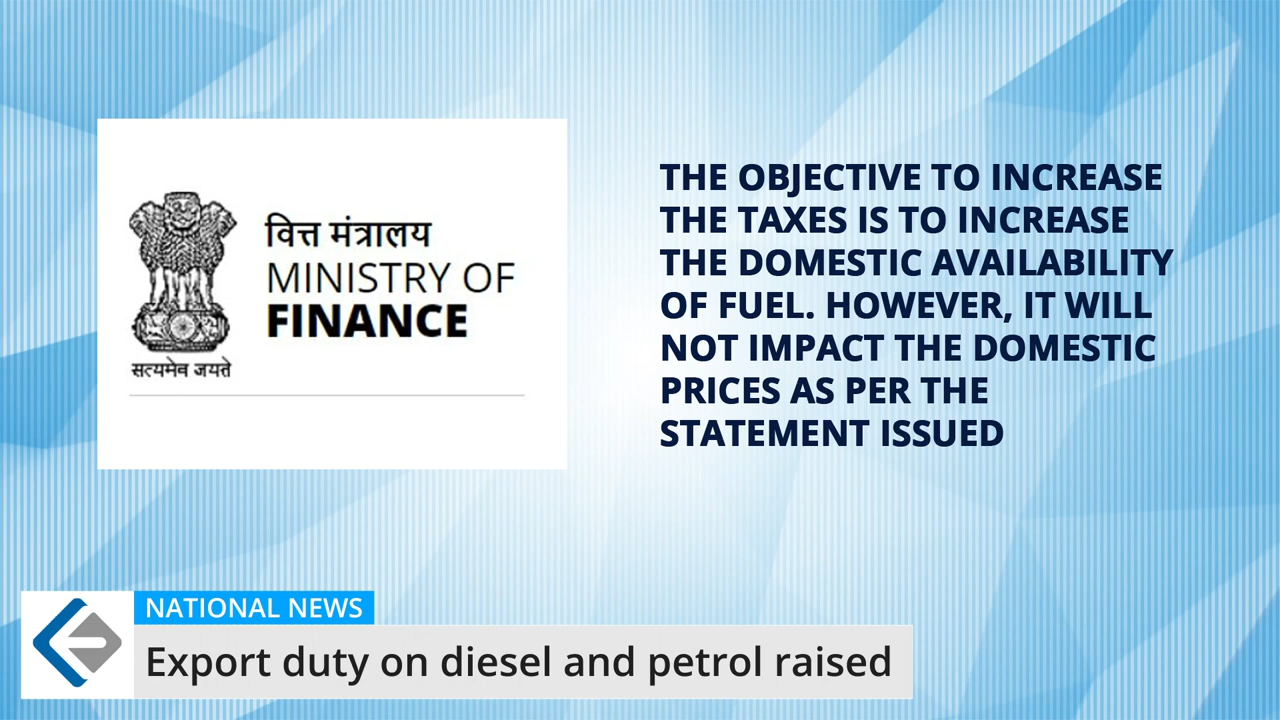 वित्त मंत्रालय
MINISTRY OF
FINANCE
सत्यमेव जयते
THE OBJECTIVE TO INCREASE
THE TAXES IS TO INCREASE
THE DOMESTIC AVAILABILITY
OF FUEL. HOWEVER, IT WILL
NOT IMPACT THE DOMESTIC
PRICES AS PER THE
STATEMENT ISSUED
NATIONAL NEWS
Export duty on diesel and petrol raised